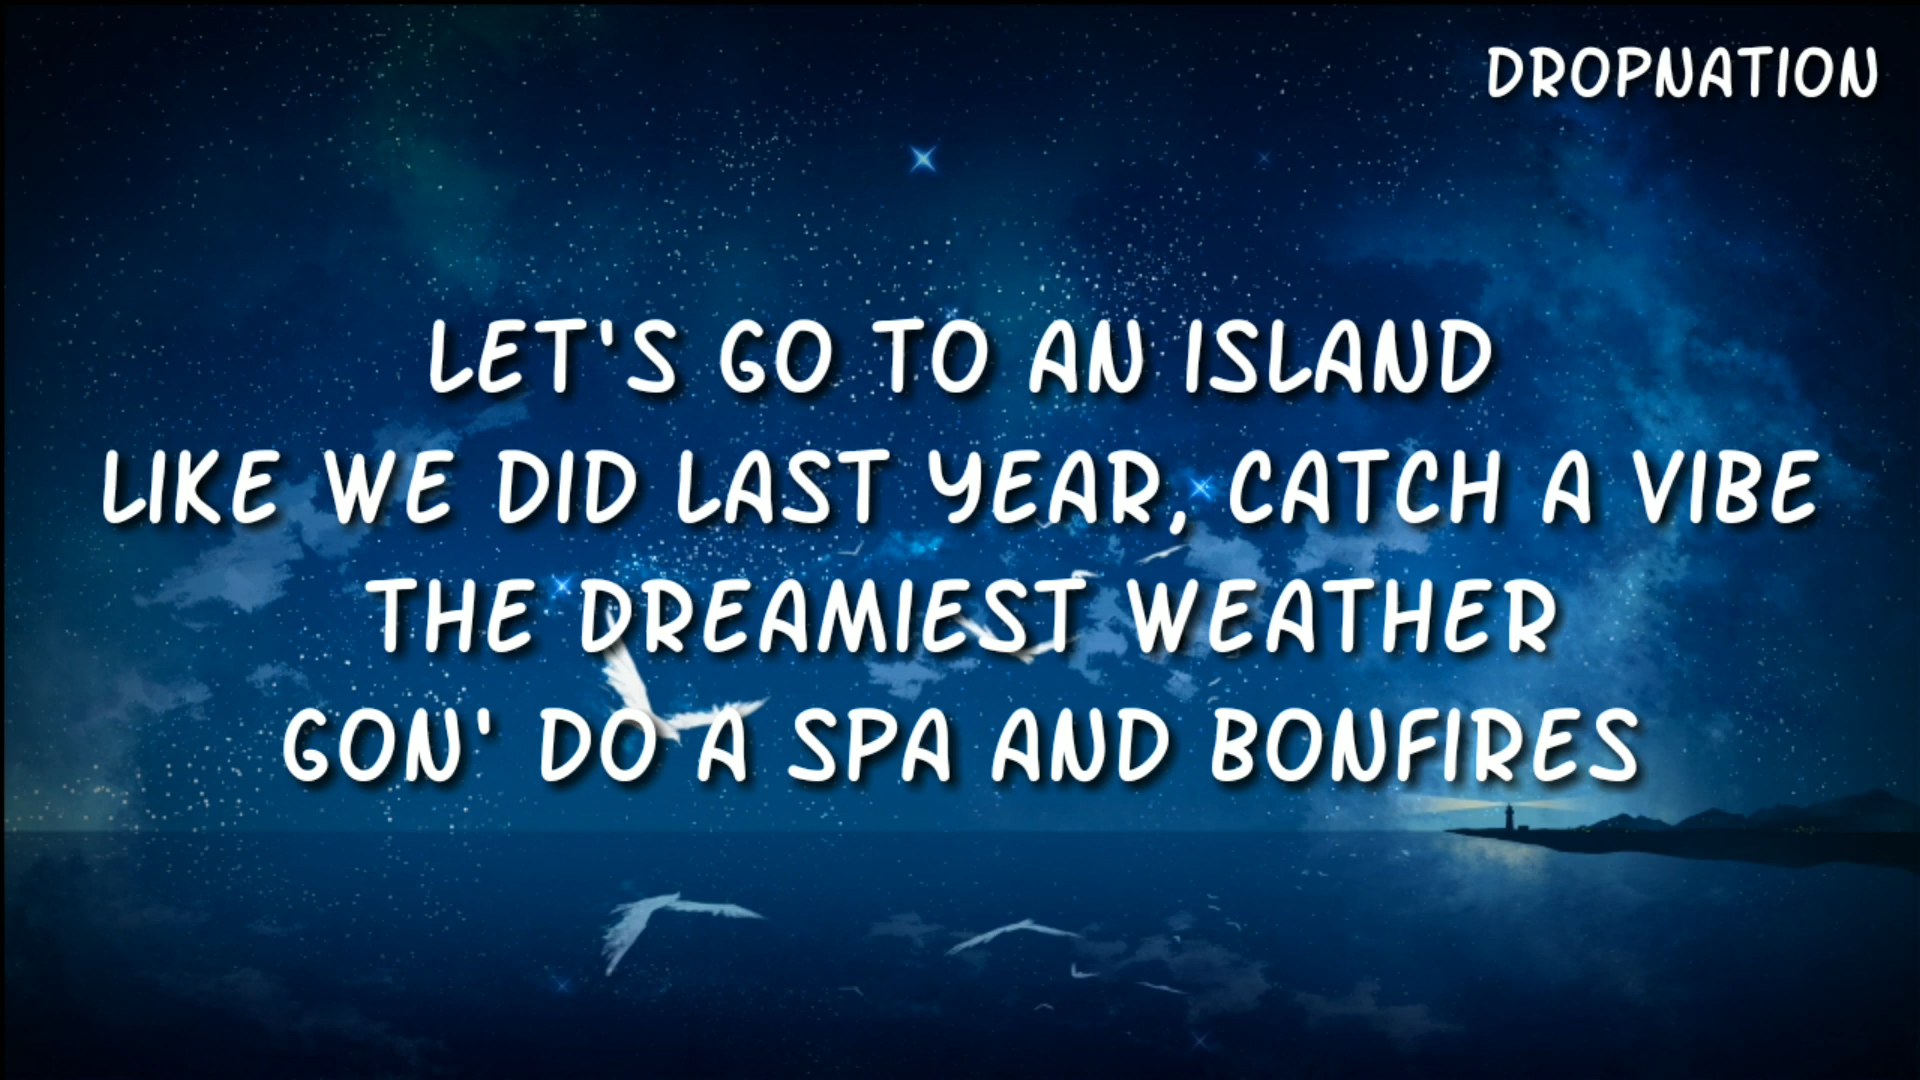 DROPNATION
LET'S GO TO AN ISLAND
LIKE WE DID LAST YEAR, CATCH A VIBE
THE DREAMIEST WEATHER
GON' DO A SPA AND BONFIRES